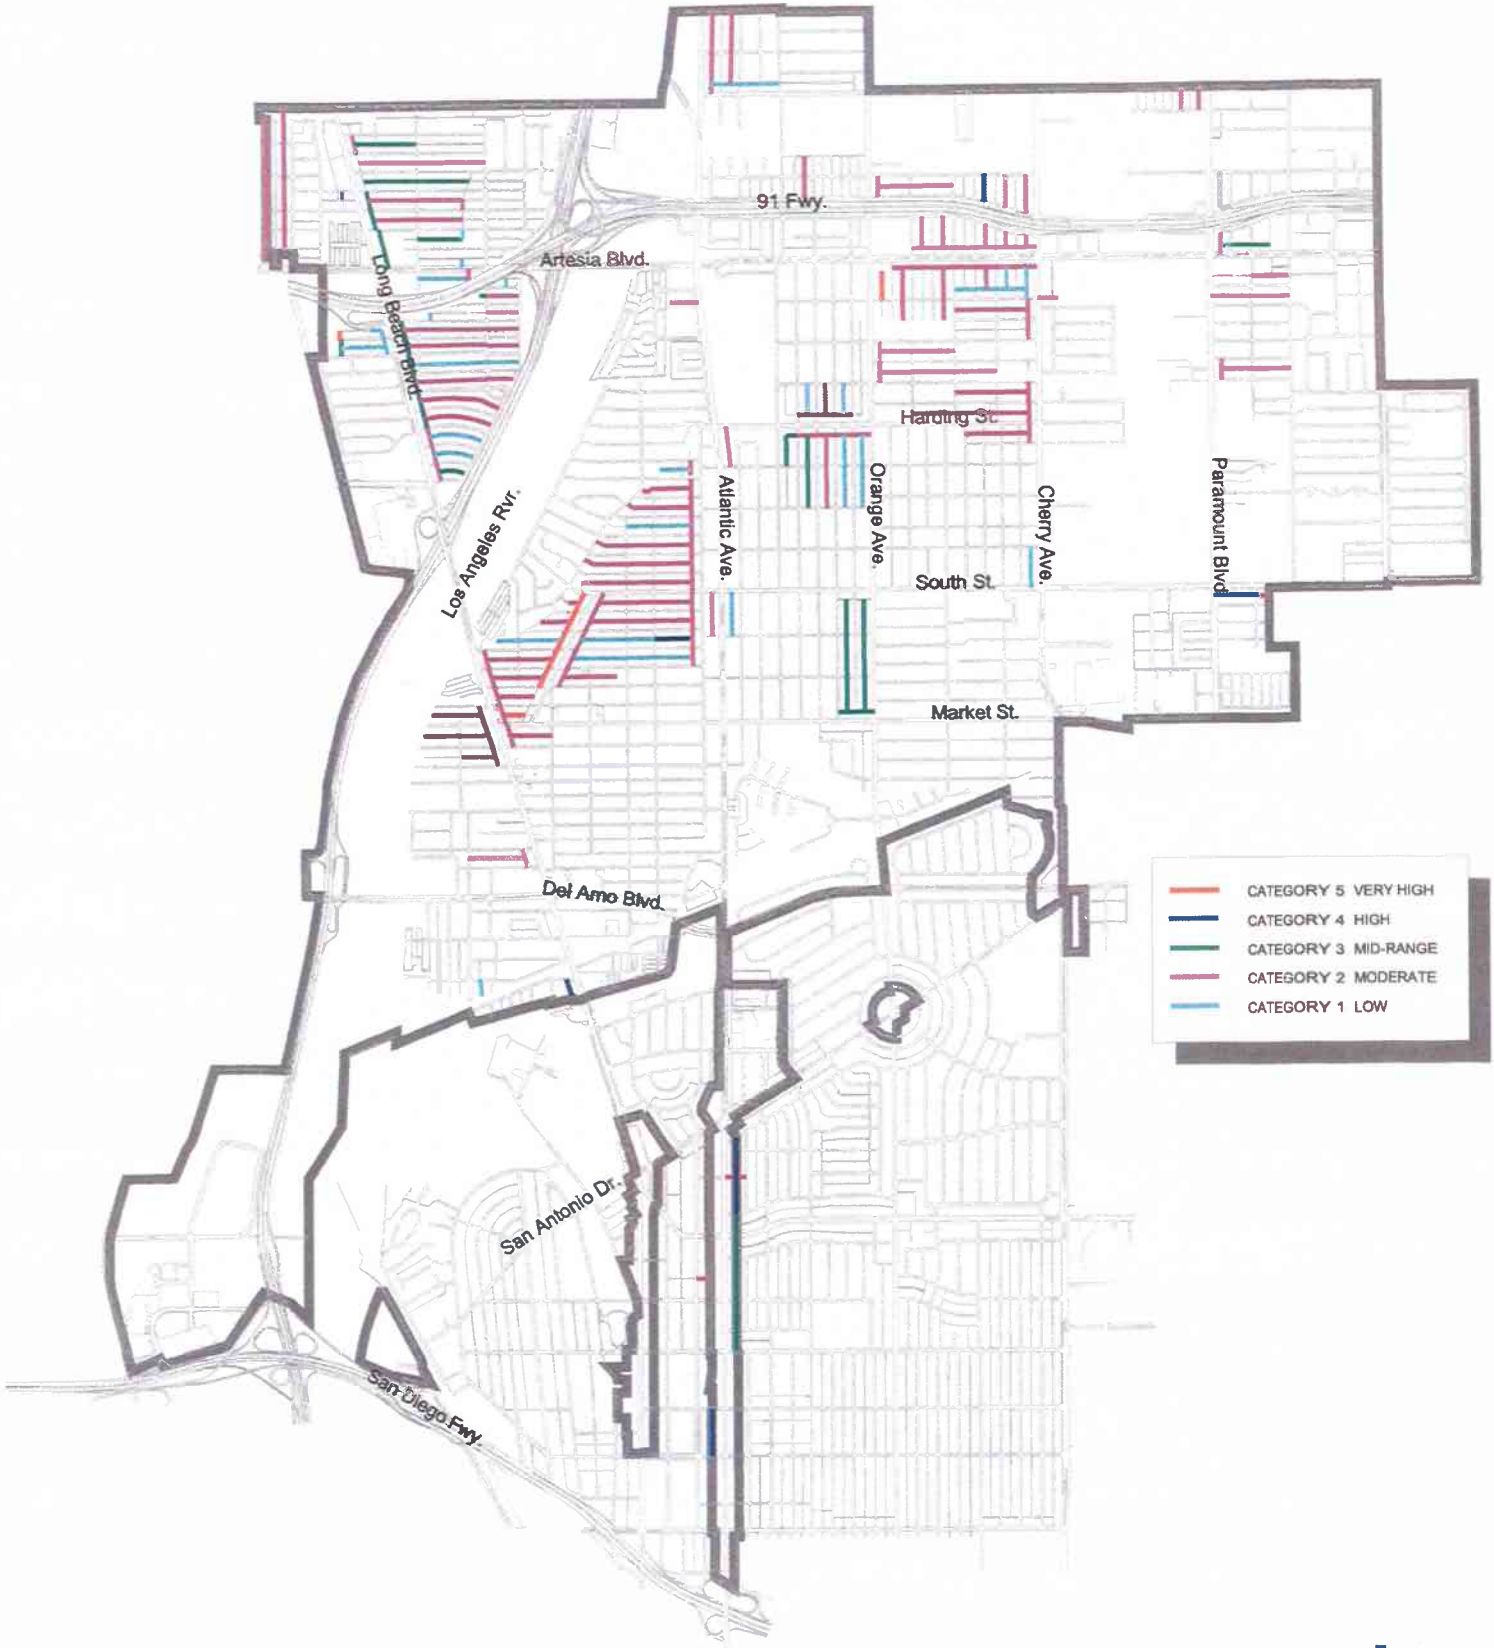 91 Fwy.
Artesia Blvd.
Long Beach Blvd.
Harding St.
Los Angeles Rvr.
Atlantic Ave.
Orange Ave.
Cherry Ave.
Paramount Blvd
South St.
Market St.
Del Amo Blvd.
CATEGORY 5 VERY HIGH
CATEGORY 4 HIGH
CATEGORY 3 MID-RANGE
CATEGORY 2 MODERATE
CATEGORY 1 LOW
San Antonio Dr.
San Diego Fwy.